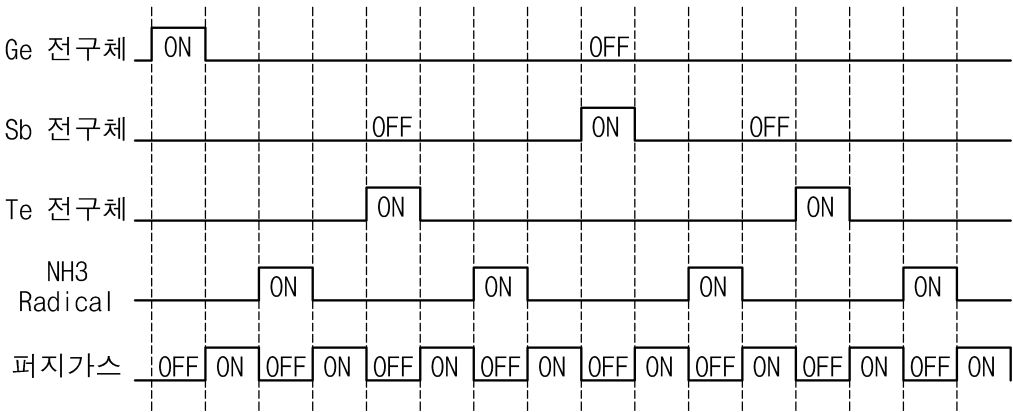 Ge 전구체 ON OFF
Sb 전구체 OFF ON OFF
Te 전구체 ON ON
NH3
Radical ON ON ON ON
퍼지가스 OFF ON OFF ON OFF ON OFF ON OFF ON OFF ON OFF ON OFF ON